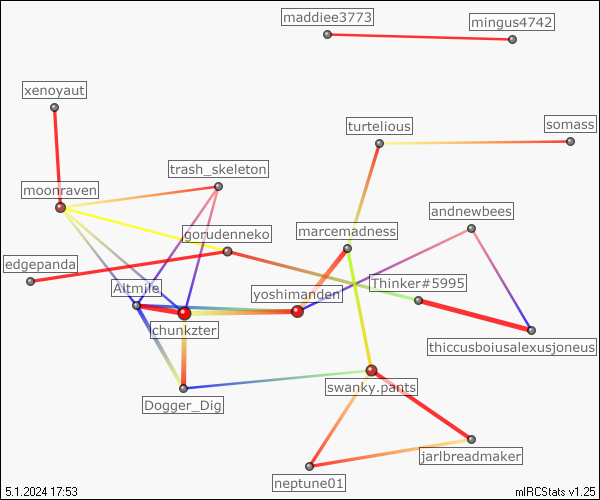 maddiee3773
mingus4742
xenoyaut
turtelious
somass
trash_skeleton
moonraven
andnewbees
gorudenneko
marcemadness
edgepanda
Altmile
yoshimanden
Thinker#5995
chunkzter
thiccusboiusalexusjoneus
swanky.pants
Dogger_Dig
jarlbreadmaker
neptune01
5.1.2024 17:53
mIRCStats v1.25